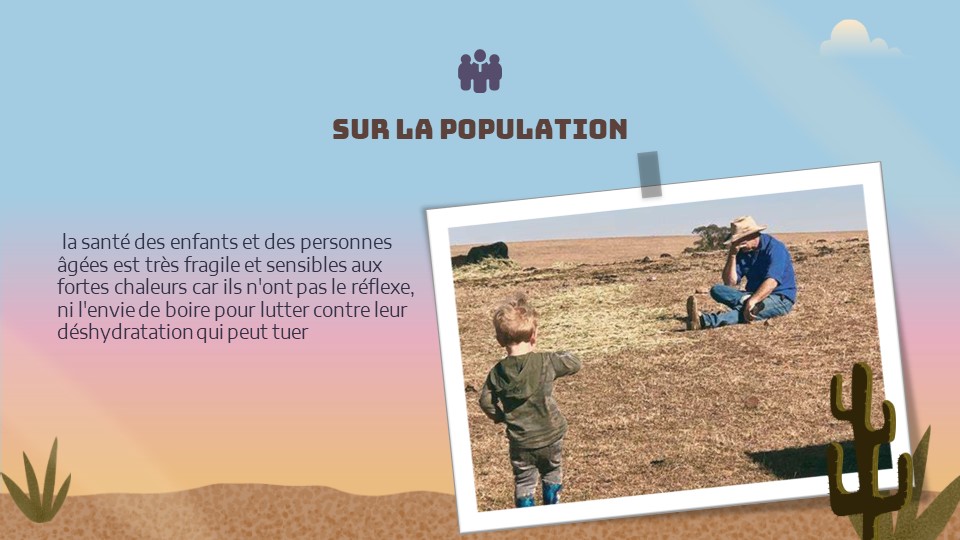 SUR LA POPULATION
la santé des enfants et des personnes
âgées est très fragile et sensibles aux
fortes chaleurs car ils n'ont pas le réflexe,
ni l'envie de boire pour lutter contre leur
déshydratation qui peut tuer